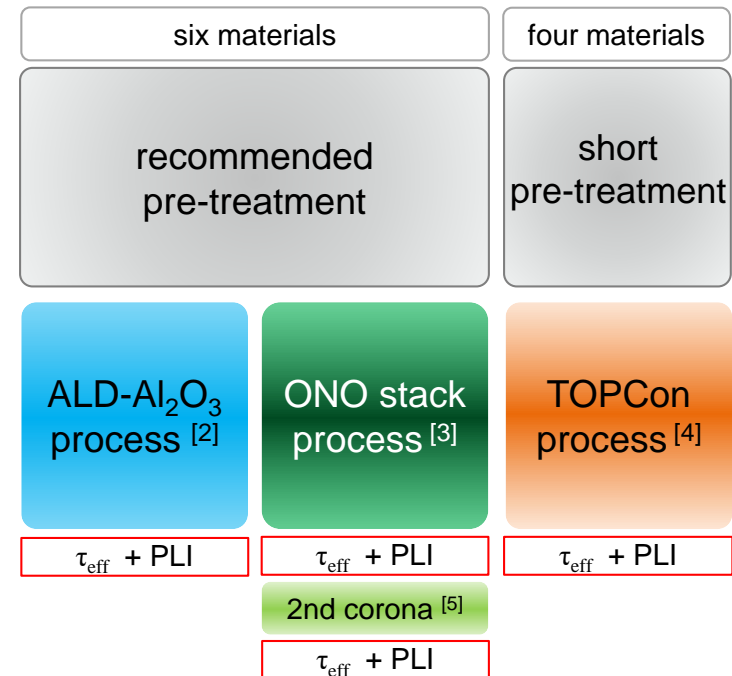 six materials
four materials
recommended
pre-treatment
short
pre-treatment
ALD-Al₂O₃
process [2]
ONO stack
process [3]
TOPCon
process [4]
τeff + PLI
τeff + PLI
τeff + PLI
2nd corona [5]
τeff + PLI